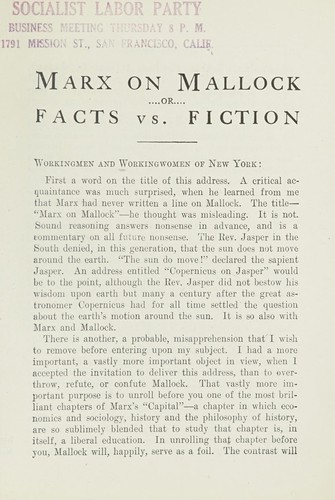 SOCIALIST LABOR PARTY
BUSINESS MEETING THURSDAY 8 P. M.
1791 MISSION ST., SAN FRANCISCO, CALIF.
MARX ON MALLOCK
....OR....
FACTS vs. FICTION
WORKINGMEN AND WORKINGWOMEN OF NEW YORK:
First a word on the title of this address. A critical ac-
quaintance was much surprised, when he learned from me
that Marx had never written a line on Mallock. The title—
"Marx on Mallock"—he thought was misleading. It is not.
Sound reasoning answers nonsense in advance, and is a
commentary on all future nonsense. The Rev. Jasper in the
South denied, in this generation, that the sun does not move
around the earth. "The sun do move!" declared the sapient
Jasper. An address entitled "Copernicus on Jasper" would
be to the point, although the Rev. Jasper did not bestow his
wisdom upon earth but many a century after the great as-
tronomer Copernicus had for all time settled the question
about the earth's motion around the sun. It is so also with
Marx and Mallock.
There is another, a probable, misapprehension that I wish
to remove before entering upon my subject. I had a more
important, a vastly more important object in view, when I
accepted the invitation to deliver this address, than to over-
throw, refute, or confute Mallock. That vastly more im-
portant purpose is to unroll before you one of the most bril-
liant chapters of Marx's "Capital"—a chapter in which eco-
nomics and sociology, history and the philosophy of history,
are so sublimely blended that to study that chapter is, in
itself, a liberal education. In unrolling that chapter before
you, Mallock will, happily, serve as a foil. The contrast will